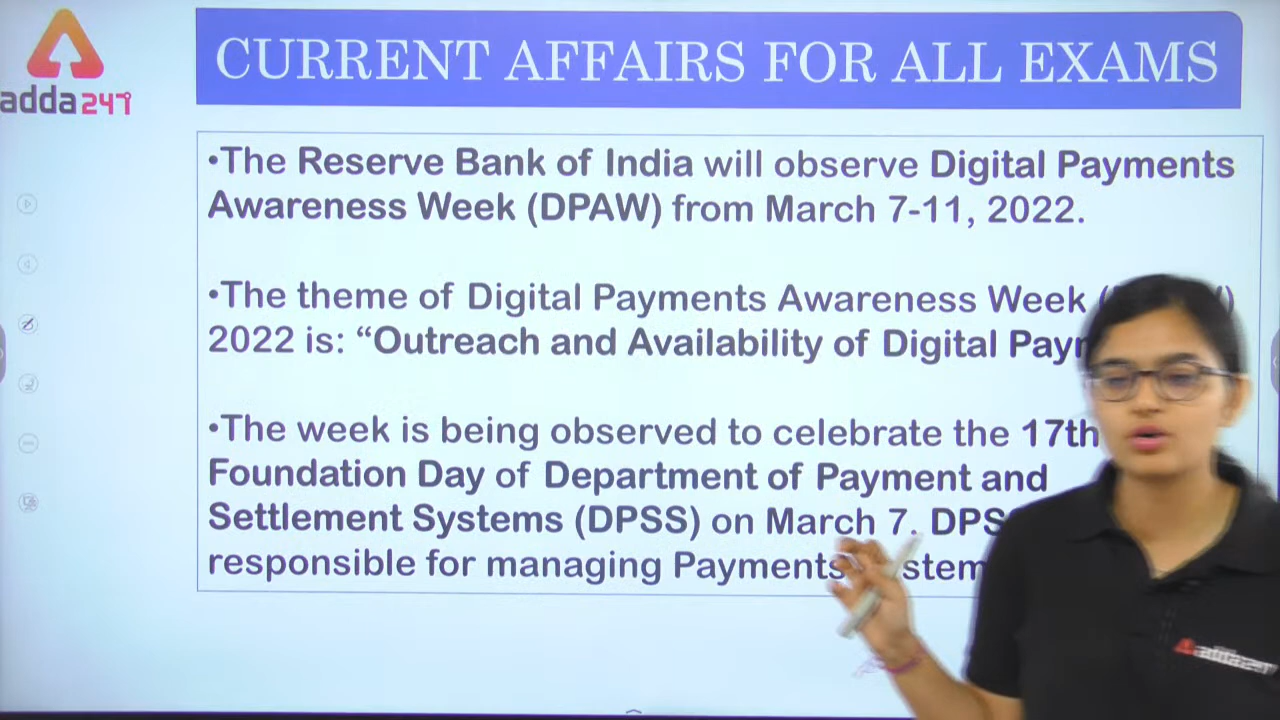 adda247
CURRENT AFFAIRS FOR ALL EXAMS
•The Reserve Bank of India will observe Digital Payments
Awareness Week (DPAW) from March 7-11, 2022.
•The theme of Digital Payments Awareness Week
2022 is: “Outreach and Availability of Digital
•The week is being observed to celebrate the 17th
Foundation Day of Department of Payment and
Settlement Systems (DPSS) on March 7.
responsible for managing Payments
adda247